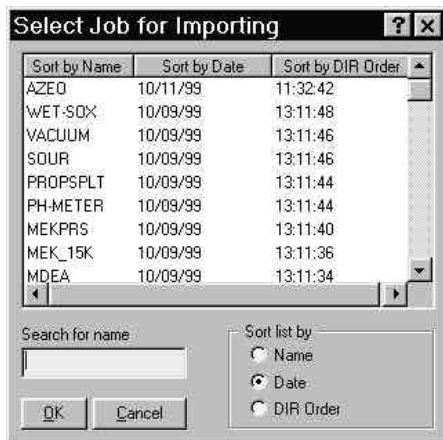 Select Job for Importing
Sort by Name Sort by Date Sort by DIR Order
AZEO 10/11/99 11:32:42
WET-SOX 10/09/99 13:11:48
VACUUM 10/09/99 13:11:46
SOUR 10/09/99 13:11:46
PROPSPLT 10/09/99 13:11:44
PH-METER 10/09/99 13:11:44
MEKPRS 10/09/99 13:11:40
MEK_15K 10/09/99 13:11:36
MDEA 10/09/99 13:11:34
Search for name
Sort list by
Name
Date
DIR Order
OK Cancel